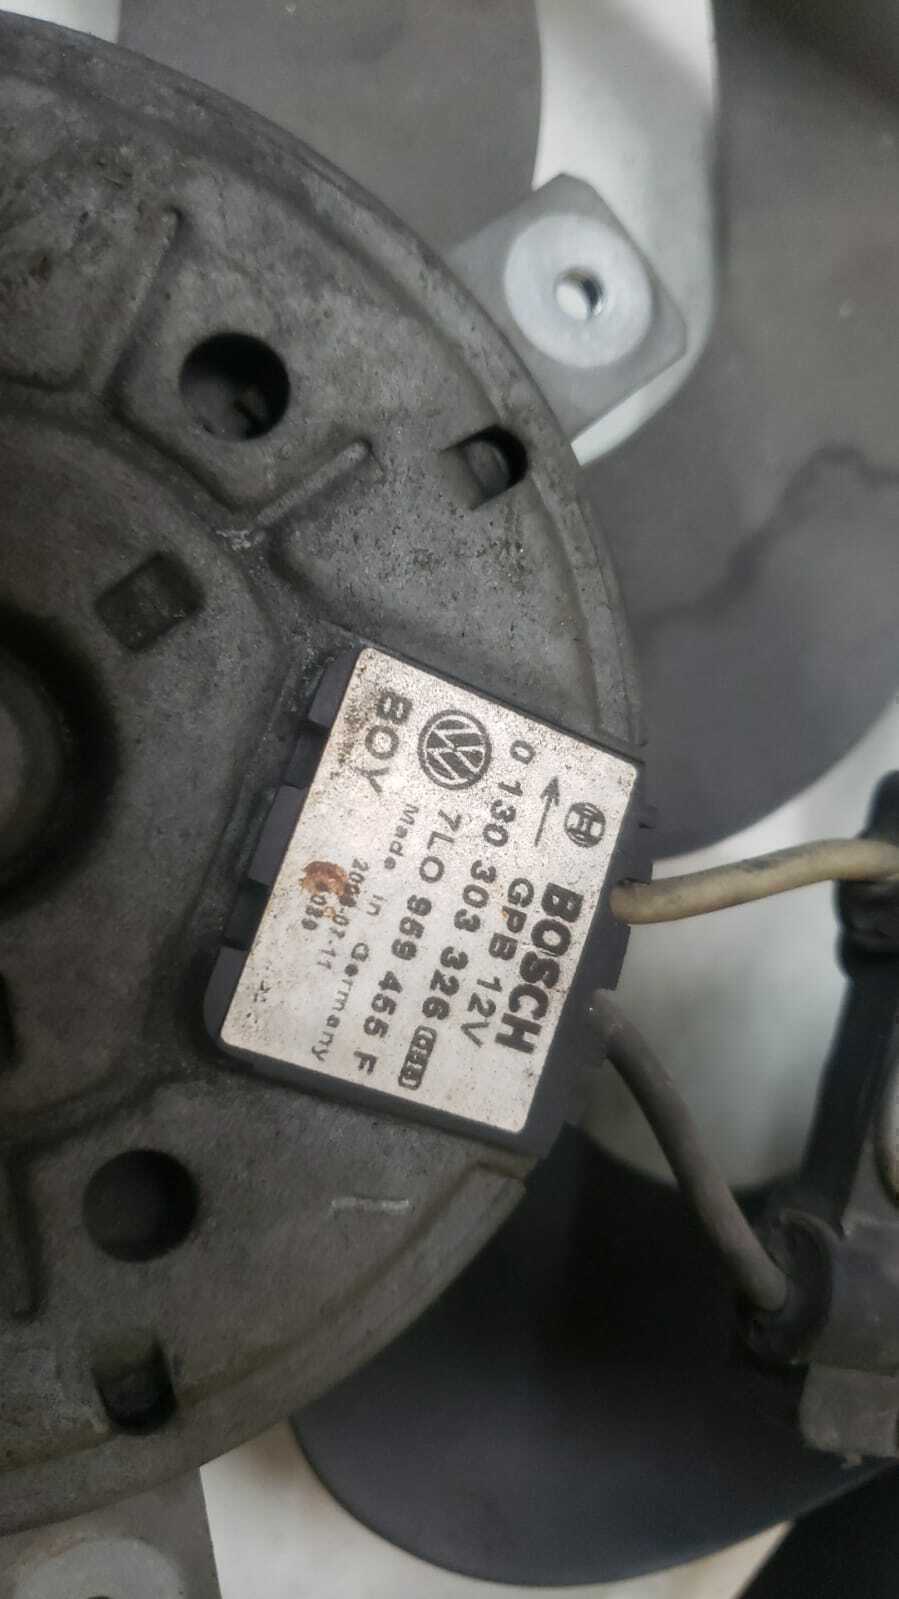 BOSCH
GPB 12V
0 130 303 326
7L0 959 455 F
BOY
Made in Germany